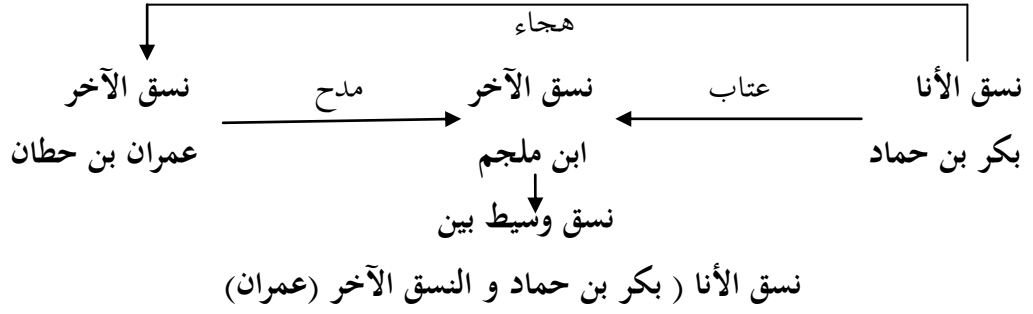 هجاء
نسق الأنا عتاب نسق الآخر مدح نسق الآخر
بكر بن حماد ابن ملجم عمران بن حطان
نسق وسيط بين
نسق الأنا ( بكر بن حماد و النسق الآخر (عمران)